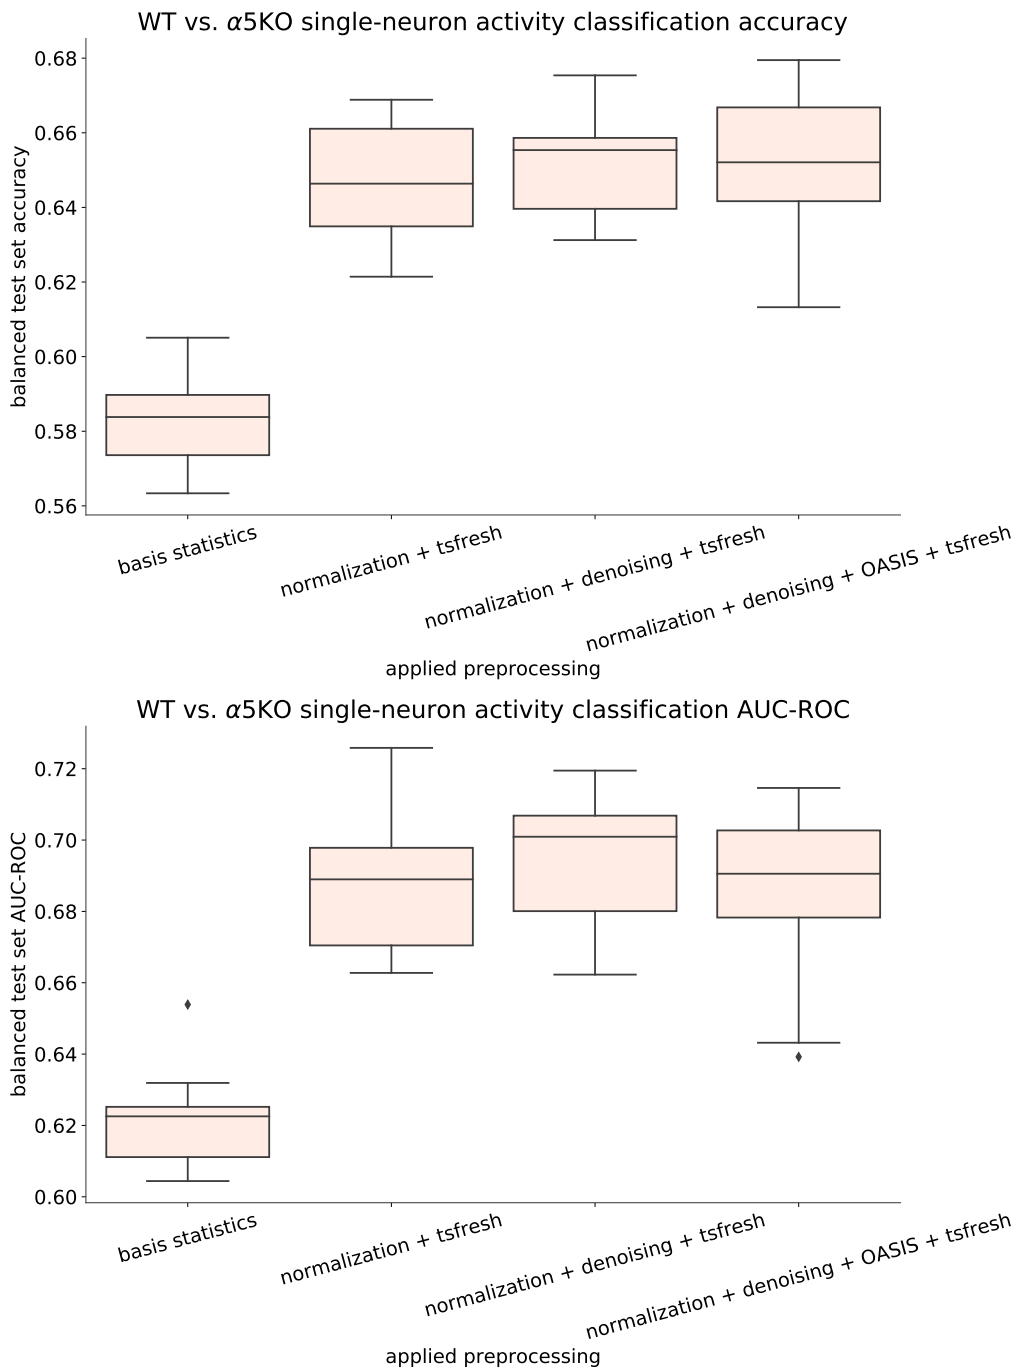 WT vs. α5KO single-neuron activity classification accuracy
balanced test set accuracy
0.68
0.66
0.64
0.62
0.60
0.58
0.56
basis statistics
normalization + tsfresh
normalization + denoising + tsfresh
normalization + denoising + OASIS + tsfresh
applied preprocessing
WT vs. α5KO single-neuron activity classification AUC-ROC
balanced test set AUC-ROC
0.72
0.70
0.68
0.66
0.64
0.62
0.60
basis statistics
normalization + tsfresh
normalization + denoising + tsfresh
normalization + denoising + OASIS + tsfresh
applied preprocessing